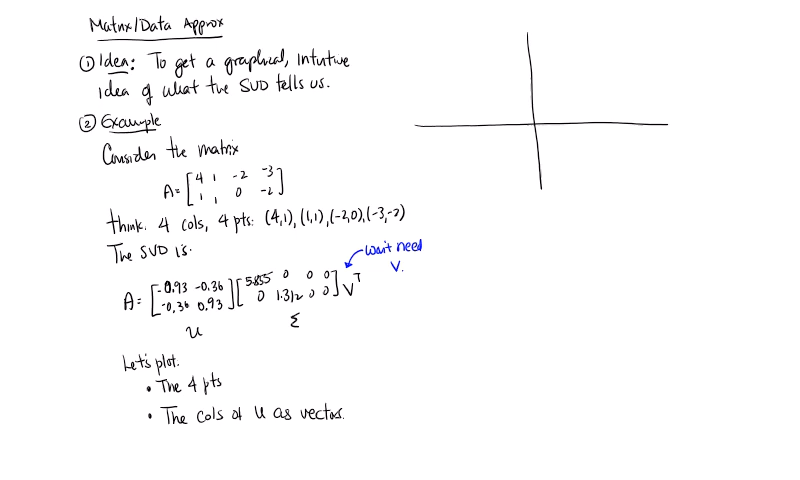 Matrix/Data Approx
① Idea: To get a graphical, intuitive
idea of what the SVD tells us.
② Example
Consider the matrix
A= [4 1 -2 -3
1 1 0 -2]
think. 4 cols, 4 pts: (4,1), (1,1), (-2,0), (-3,-2)
The SVD is.
won't need
V.
A= [-0.93 -0.36 ] [5.835 0 0 0] V^T
[-0.36 0.93] [0 1.312 0 0]
U Σ
Let's plot.
• The 4 pts
• The cols of U as vectors.